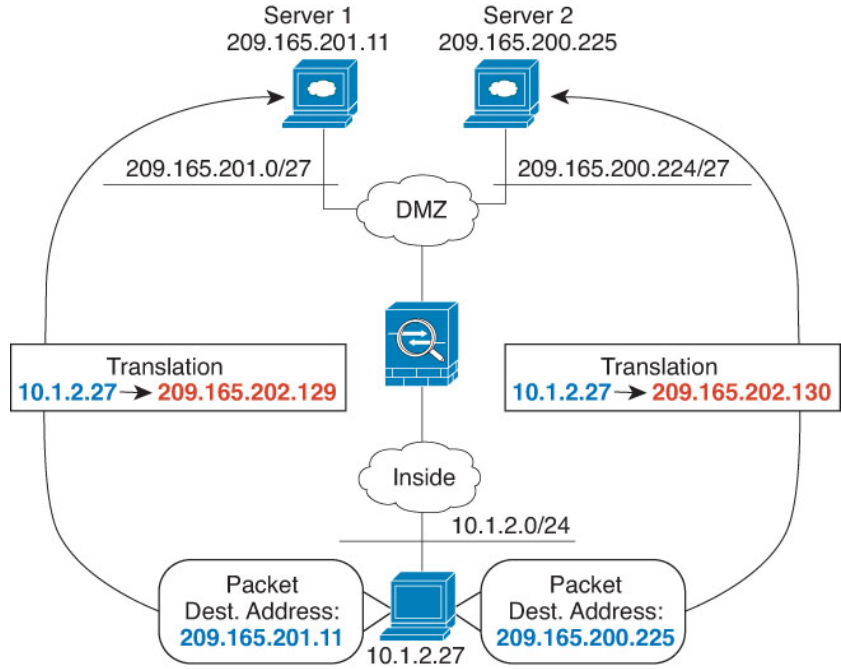 Server 1
209.165.201.11
Server 2
209.165.200.225
209.165.201.0/27
209.165.200.224/27
DMZ
Translation
10.1.2.27 → 209.165.202.129
Translation
10.1.2.27 → 209.165.202.130
Inside
10.1.2.0/24
Packet
Dest. Address:
209.165.201.11
Packet
Dest. Address:
209.165.200.225
10.1.2.27